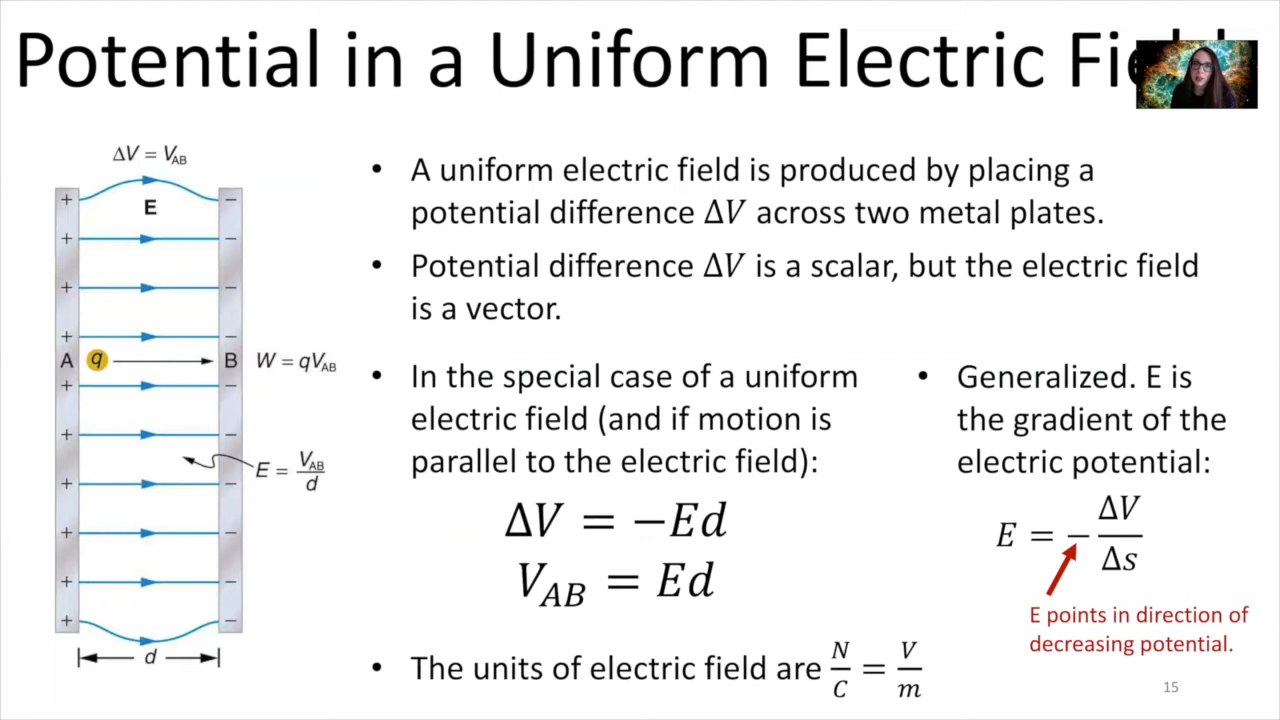 Potential in a Uniform Electric
ΔV = V_AB
E
+ −
+ −
+ −
+ −
A q B W = qV_AB
+ −
+ −
E = V_AB/d
+ −
+ −
+ −
+ −
d
• A uniform electric field is produced by placing a
potential difference ΔV across two metal plates.
• Potential difference ΔV is a scalar, but the electric field
is a vector.
• In the special case of a uniform
electric field (and if motion is
parallel to the electric field):
ΔV = −Ed
V_AB = Ed
• Generalized. E is
the gradient of the
electric potential:
E = − ΔV/Δs
E points in direction of
decreasing potential.
• The units of electric field are N/C = V/m
15